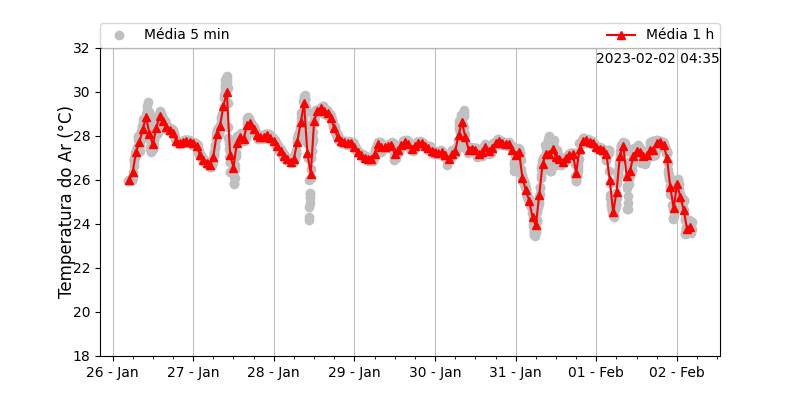 Média 5 min
Média 1 h
2023-02-02 04:35
Temperatura do Ar (°C)
32
30
28
26
24
22
20
18
26 - Jan
27 - Jan
28 - Jan
29 - Jan
30 - Jan
31 - Jan
01 - Feb
02 - Feb